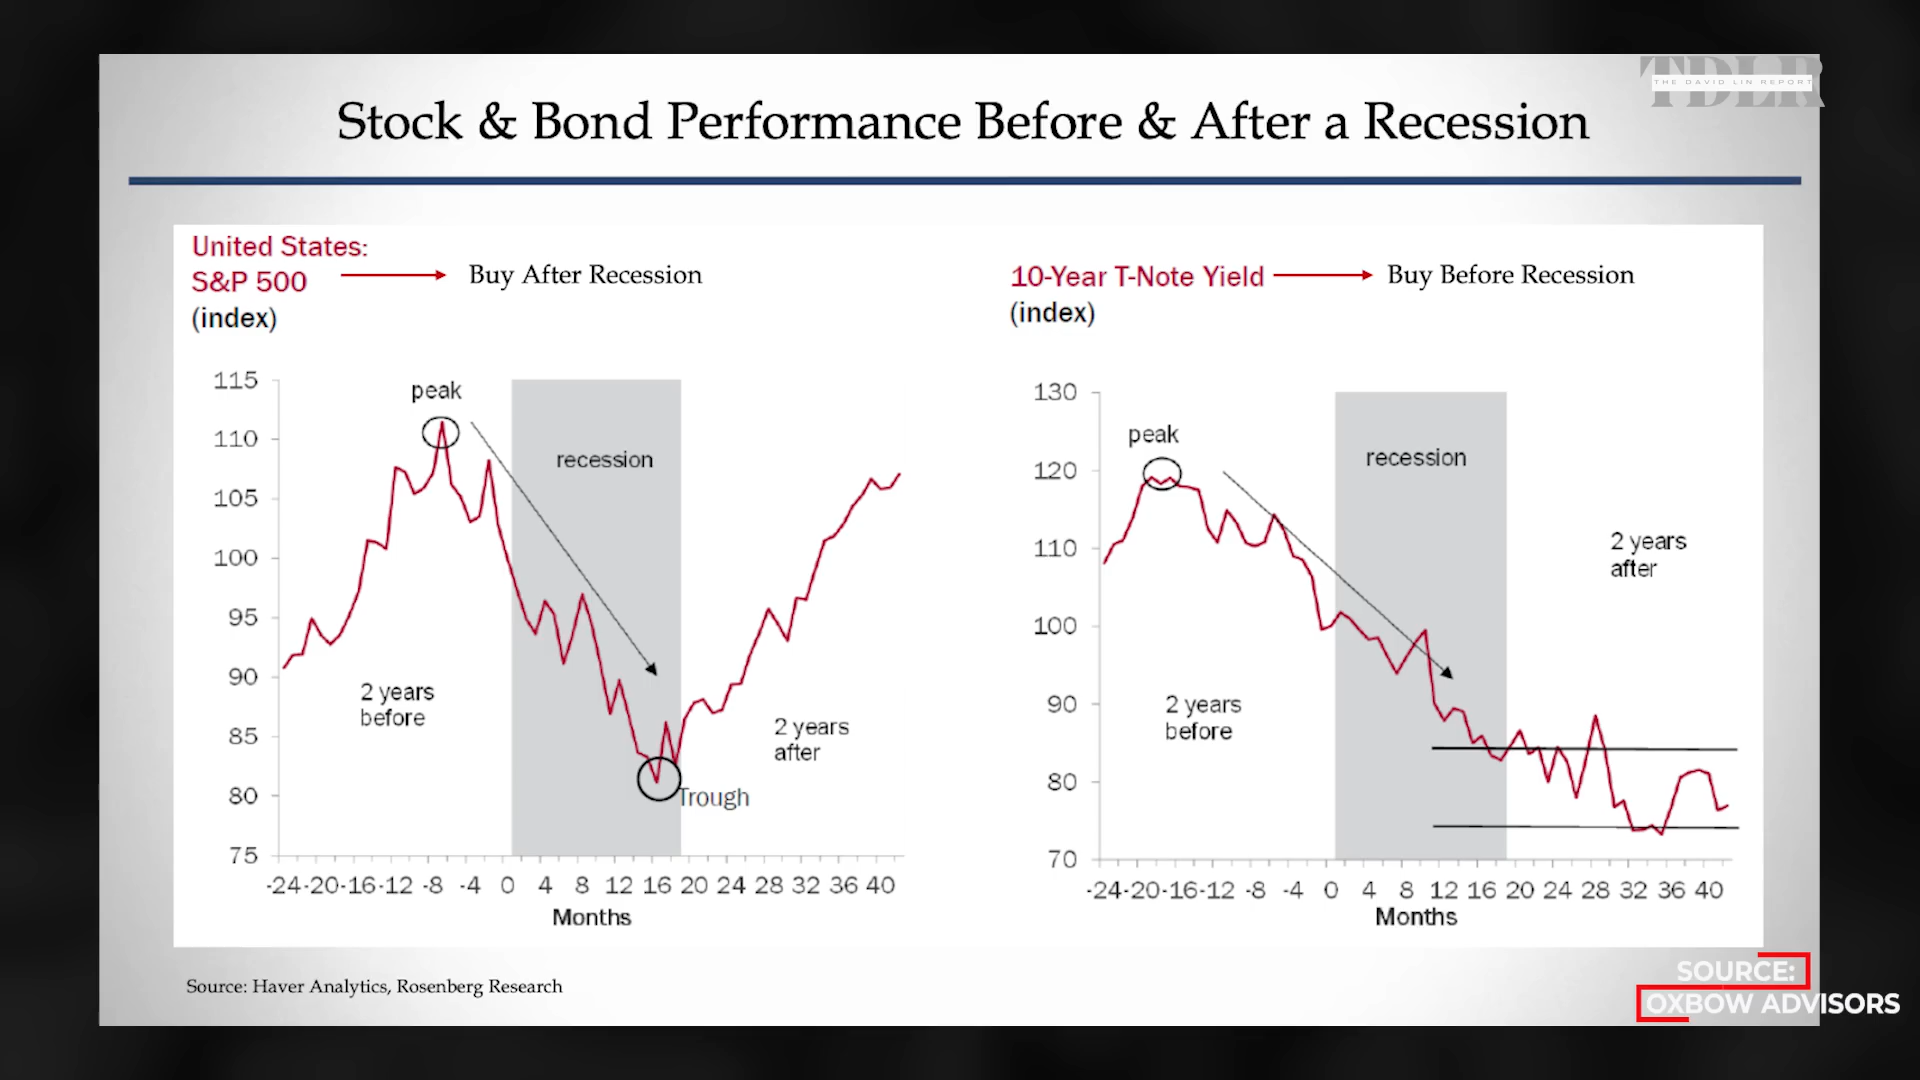 TDLR
THE DAVID LIN REPORT
Stock & Bond Performance Before & After a Recession
United States:
S&P 500
Buy After Recession
(index)
115
110
105
100
95
90
85
80
75
peak
recession
2 years
before
2 years
after
Trough
-24 -20 -16 -12 -8 -4 0 4 8 12 16 20 24 28 32 36 40
Months
10-Year T-Note Yield
Buy Before Recession
(index)
130
120
110
100
90
80
70
peak
recession
2 years
after
2 years
before
-24 -20 -16 -12 -8 -4 0 4 8 12 16 20 24 28 32 36 40
Months
Source: Haver Analytics, Rosenberg Research
SOURCE:
OXBOW ADVISORS